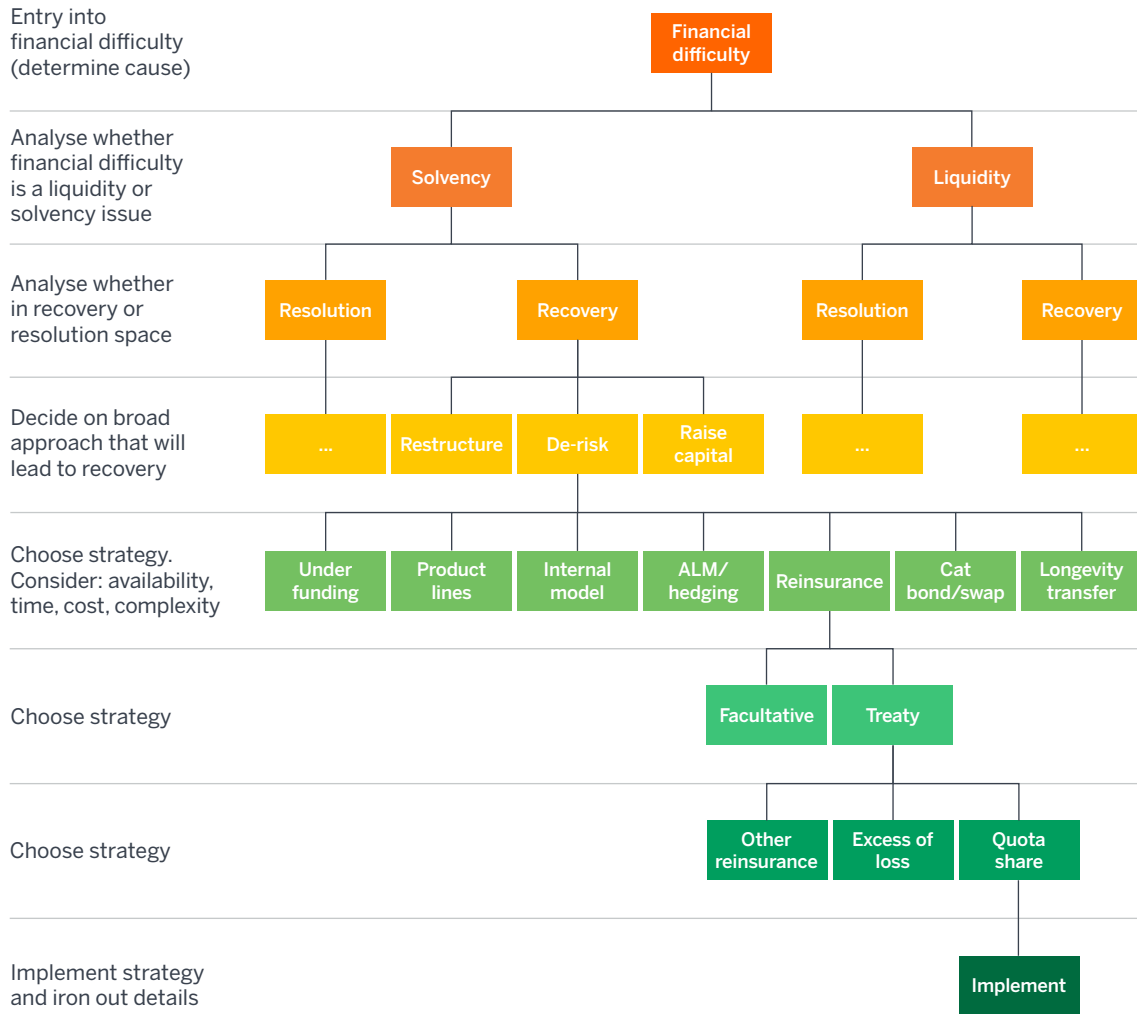 Entry into
financial difficulty
(determine cause)
Financial
difficulty
Analyse whether
financial difficulty
is a liquidity or
solvency issue
Solvency
Liquidity
Analyse whether
in recovery or
resolution space
Resolution
Recovery
Resolution
Recovery
Decide on broad
approach that will
lead to recovery
...
Restructure
De-risk
Raise
capital
...
...
Choose strategy.
Consider: availability,
time, cost, complexity
Under
funding
Product
lines
Internal
model
ALM/
hedging
Reinsurance
Cat
bond/swap
Longevity
transfer
Choose strategy
Facultative
Treaty
Choose strategy
Other
reinsurance
Excess of
loss
Quota
share
Implement strategy
and iron out details
Implement